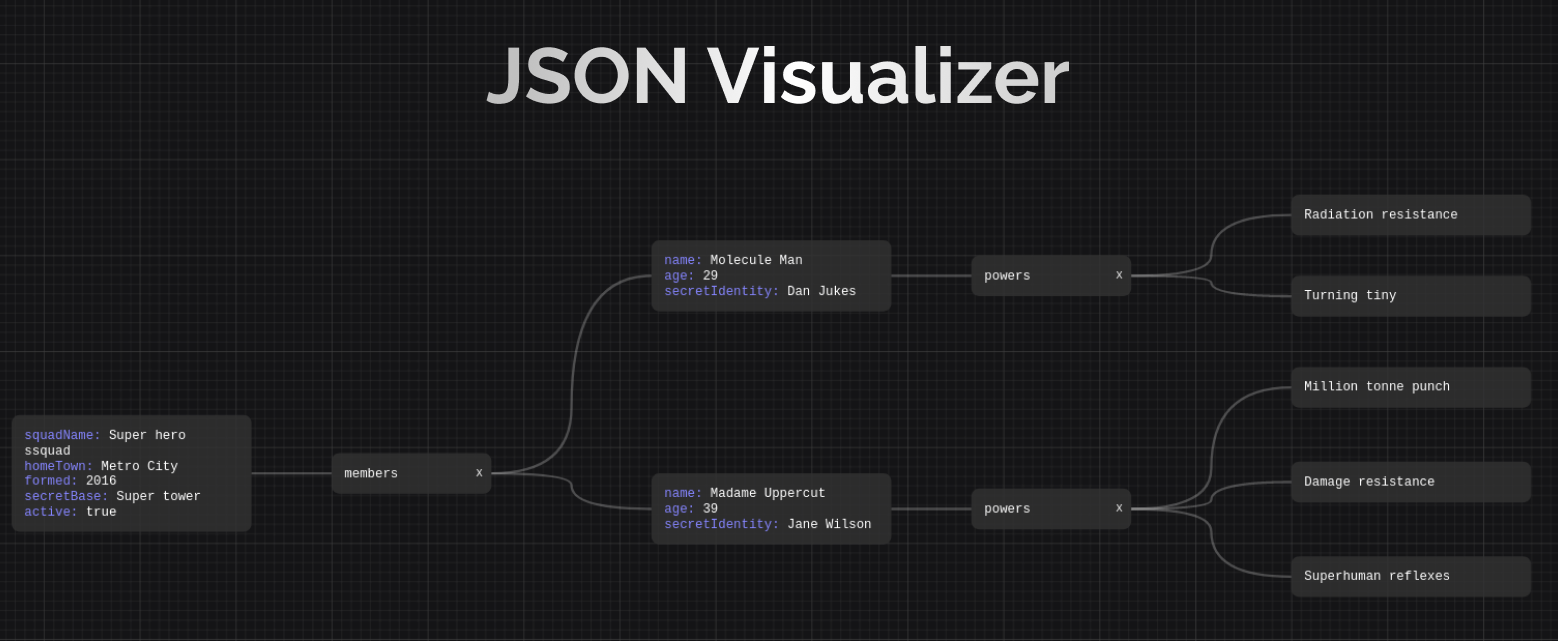 JSON Visualizer
squadName: Super hero
ssquad
homeTown: Metro City
formed: 2016
secretBase: Super tower
active: true
members X
name: Molecule Man
age: 29
secretIdentity: Dan Jukes
powers X
Radiation resistance
Turning tiny
name: Madame Uppercut
age: 39
secretIdentity: Jane Wilson
powers X
Million tonne punch
Damage resistance
Superhuman reflexes